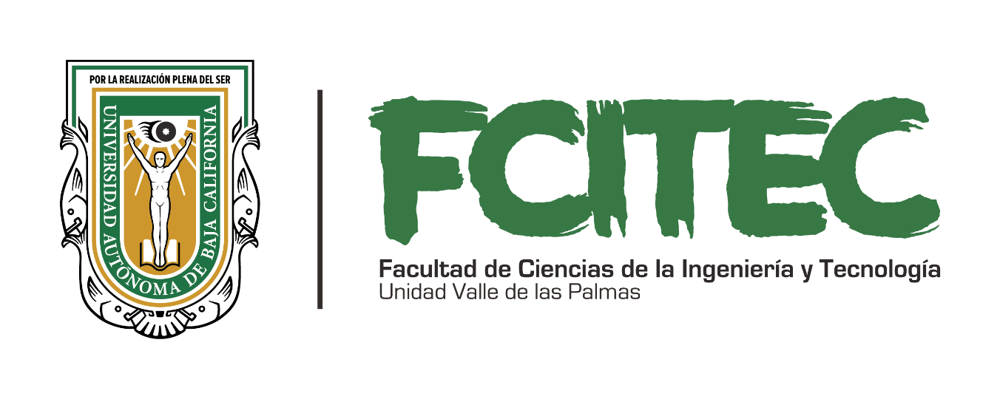 POR LA REALIZACIÓN PLENA DEL SER
UNIVERSIDAD AUTÓNOMA DE BAJA CALIFORNIA
FCITEC
Facultad de Ciencias de la Ingeniería y Tecnología
Unidad Valle de las Palmas